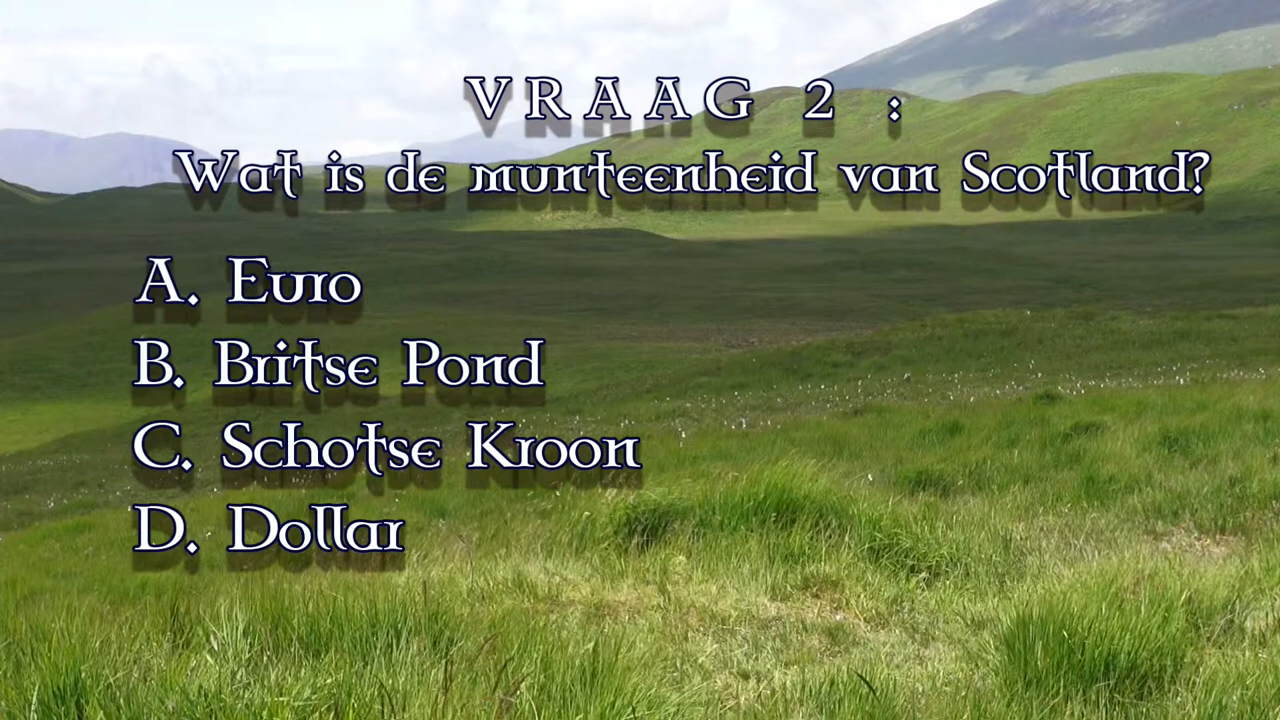 VRAAG 2 :
Wat is de munteenheid van Scotland?
A. Euro
B. Britse Pond
C. Schotse Kroon
D. Dollar